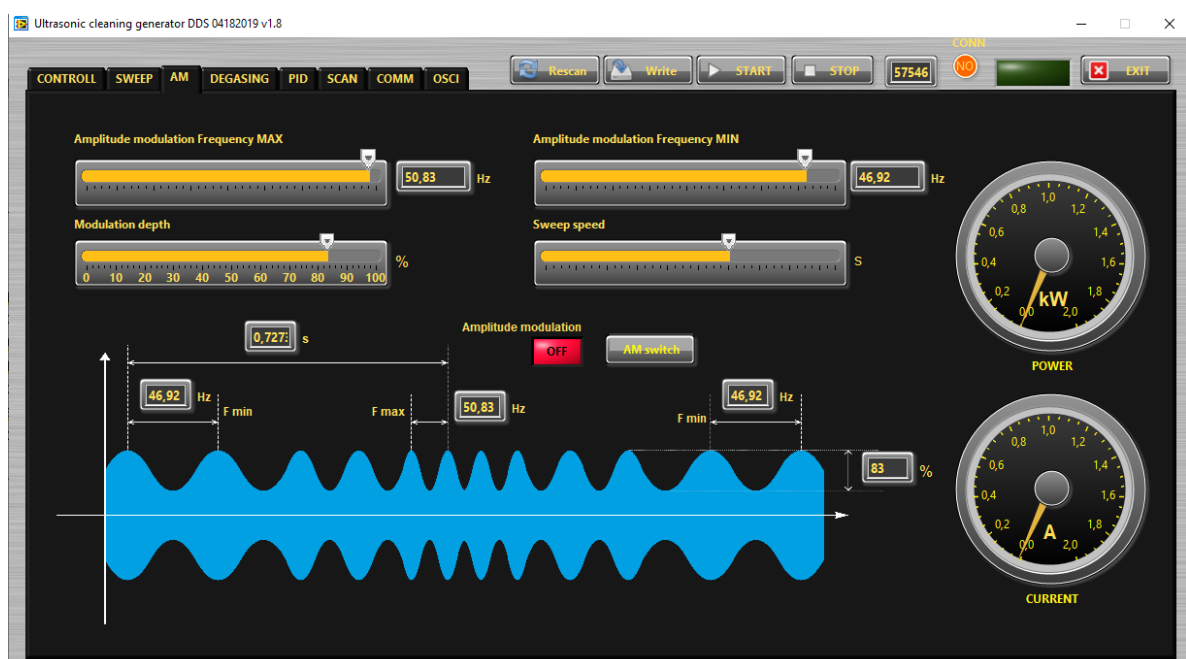 Ultrasonic cleaning generator DDS 04182019 v1.8
CONN
CONTROLL SWEEP AM DEGASING PID SCAN COMM OSCI
Rescan Write START STOP 57546 NO EXIT
Amplitude modulation Frequency MAX
50,83 Hz
Amplitude modulation Frequency MIN
46,92 Hz
Modulation depth
%
0 10 20 30 40 50 60 70 80 90 100
Sweep speed
S
0,0 0,2 0,4 0,6 0,8 1,0 1,2 1,4 1,6 1,8 2,0
kW
POWER
0,727 s
Amplitude modulation
OFF
AM switch
46,92 Hz
F min
F max
50,83 Hz
46,92 Hz
F min
83 %
0,0 0,2 0,4 0,6 0,8 1,0 1,2 1,4 1,6 1,8 2,0
A
CURRENT